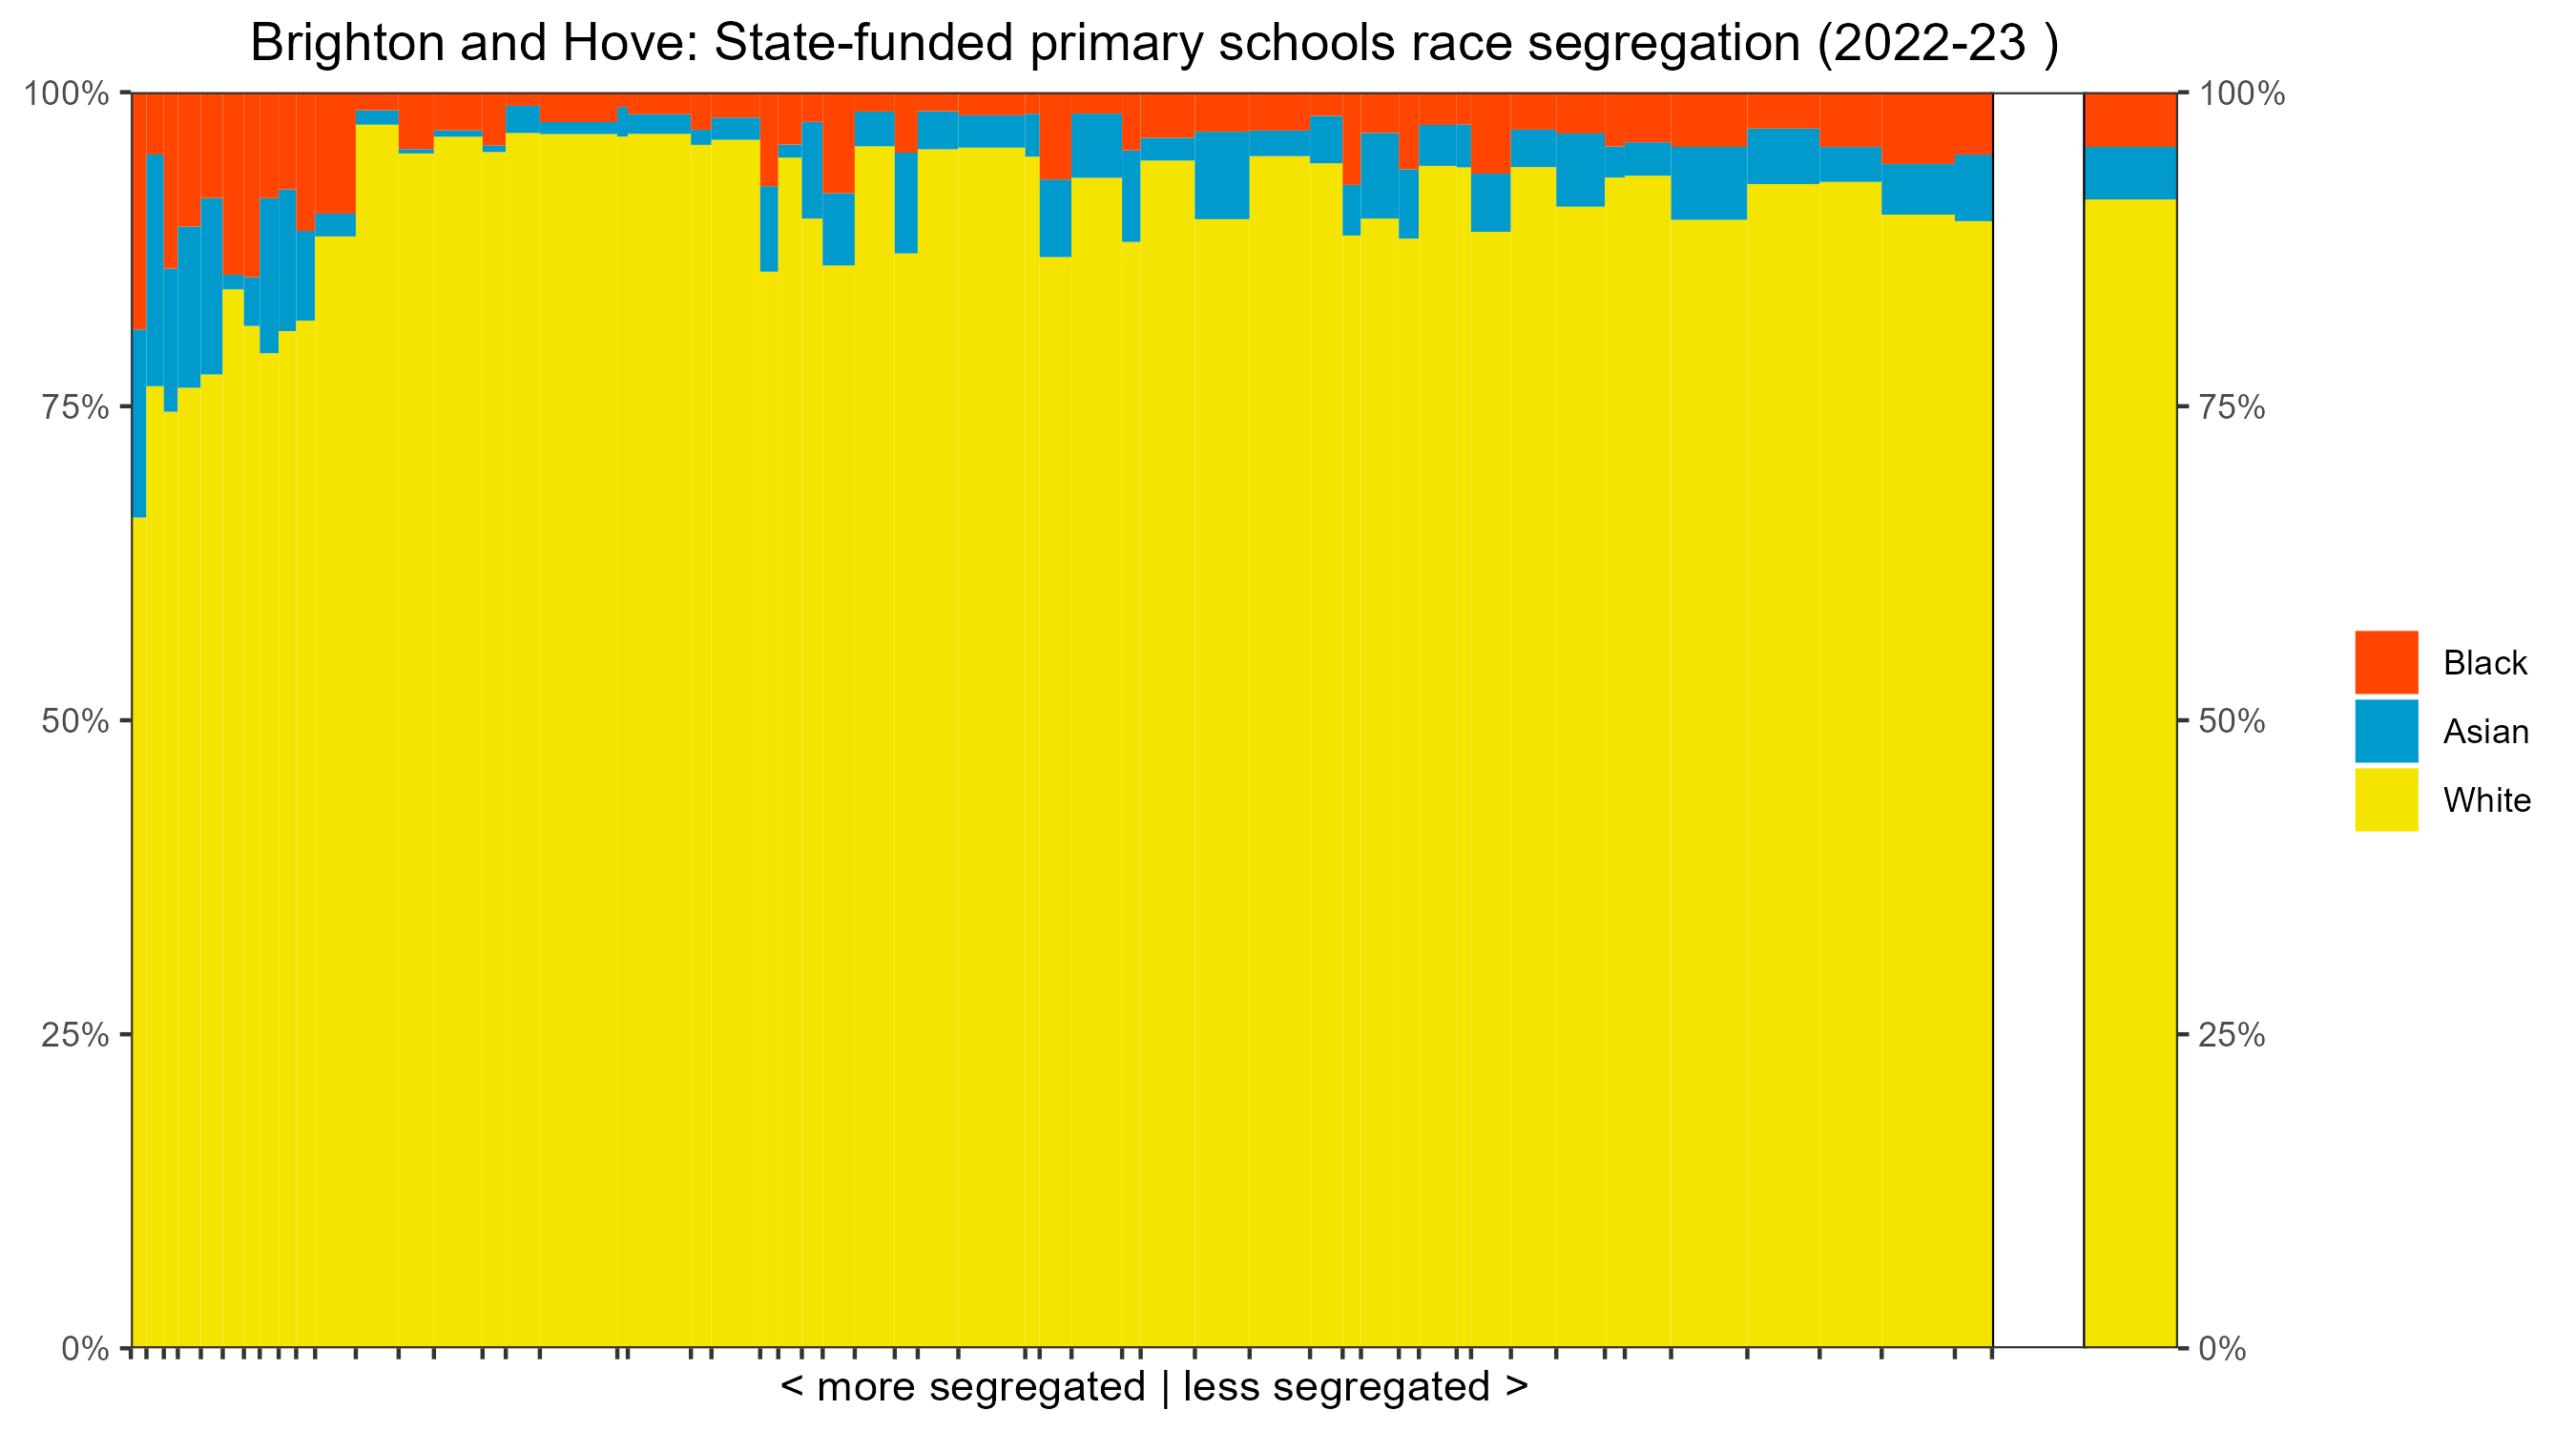 Brighton and Hove: State-funded primary schools race segregation (2022-23 )
100%
75%
50%
25%
0%
100%
75%
50%
25%
0%
Black
Asian
White
< more segregated | less segregated >